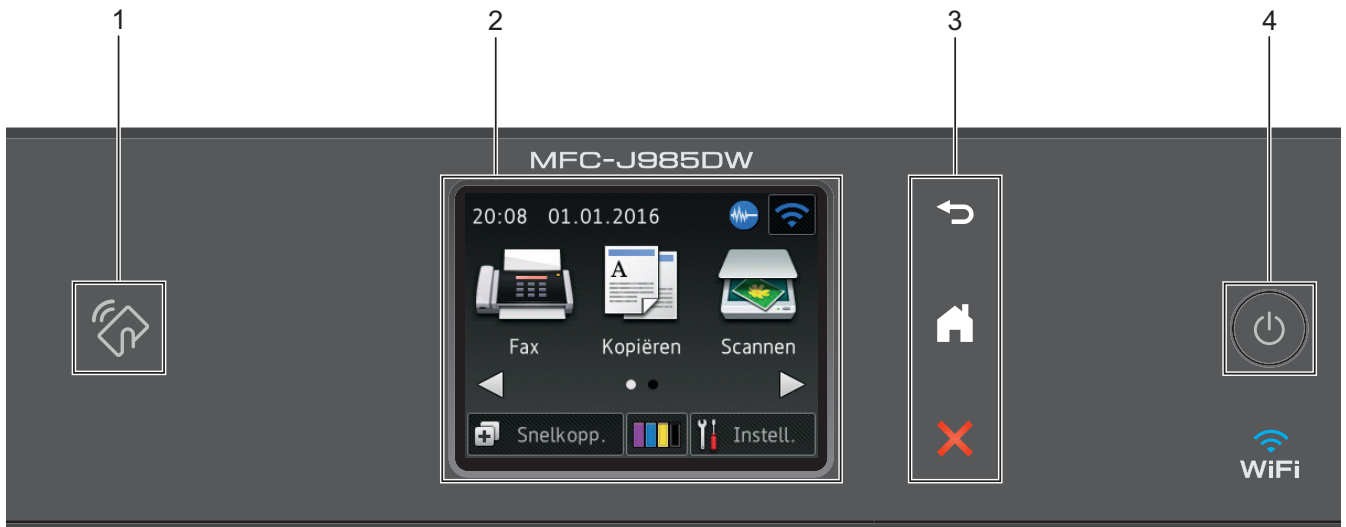 1 2 3 4
MFC-J985DW
20:08 01.01.2016
A
Fax Kopiëren Scannen
Snelkopp. Instell.
WiFi